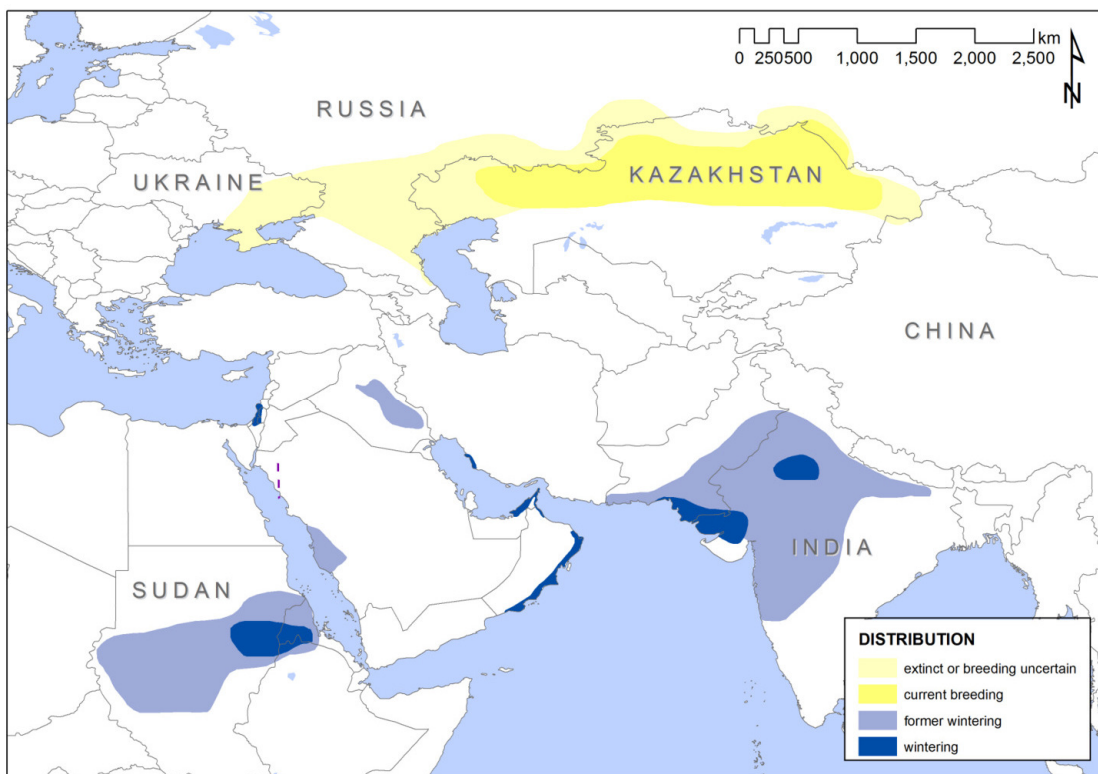 km
0 250500 1,000 1,500 2,000 2,500
N
RUSSIA
UKRAINE
KAZAKHSTAN
CHINA
SUDAN
INDIA
DISTRIBUTION
extinct or breeding uncertain
current breeding
former wintering
wintering